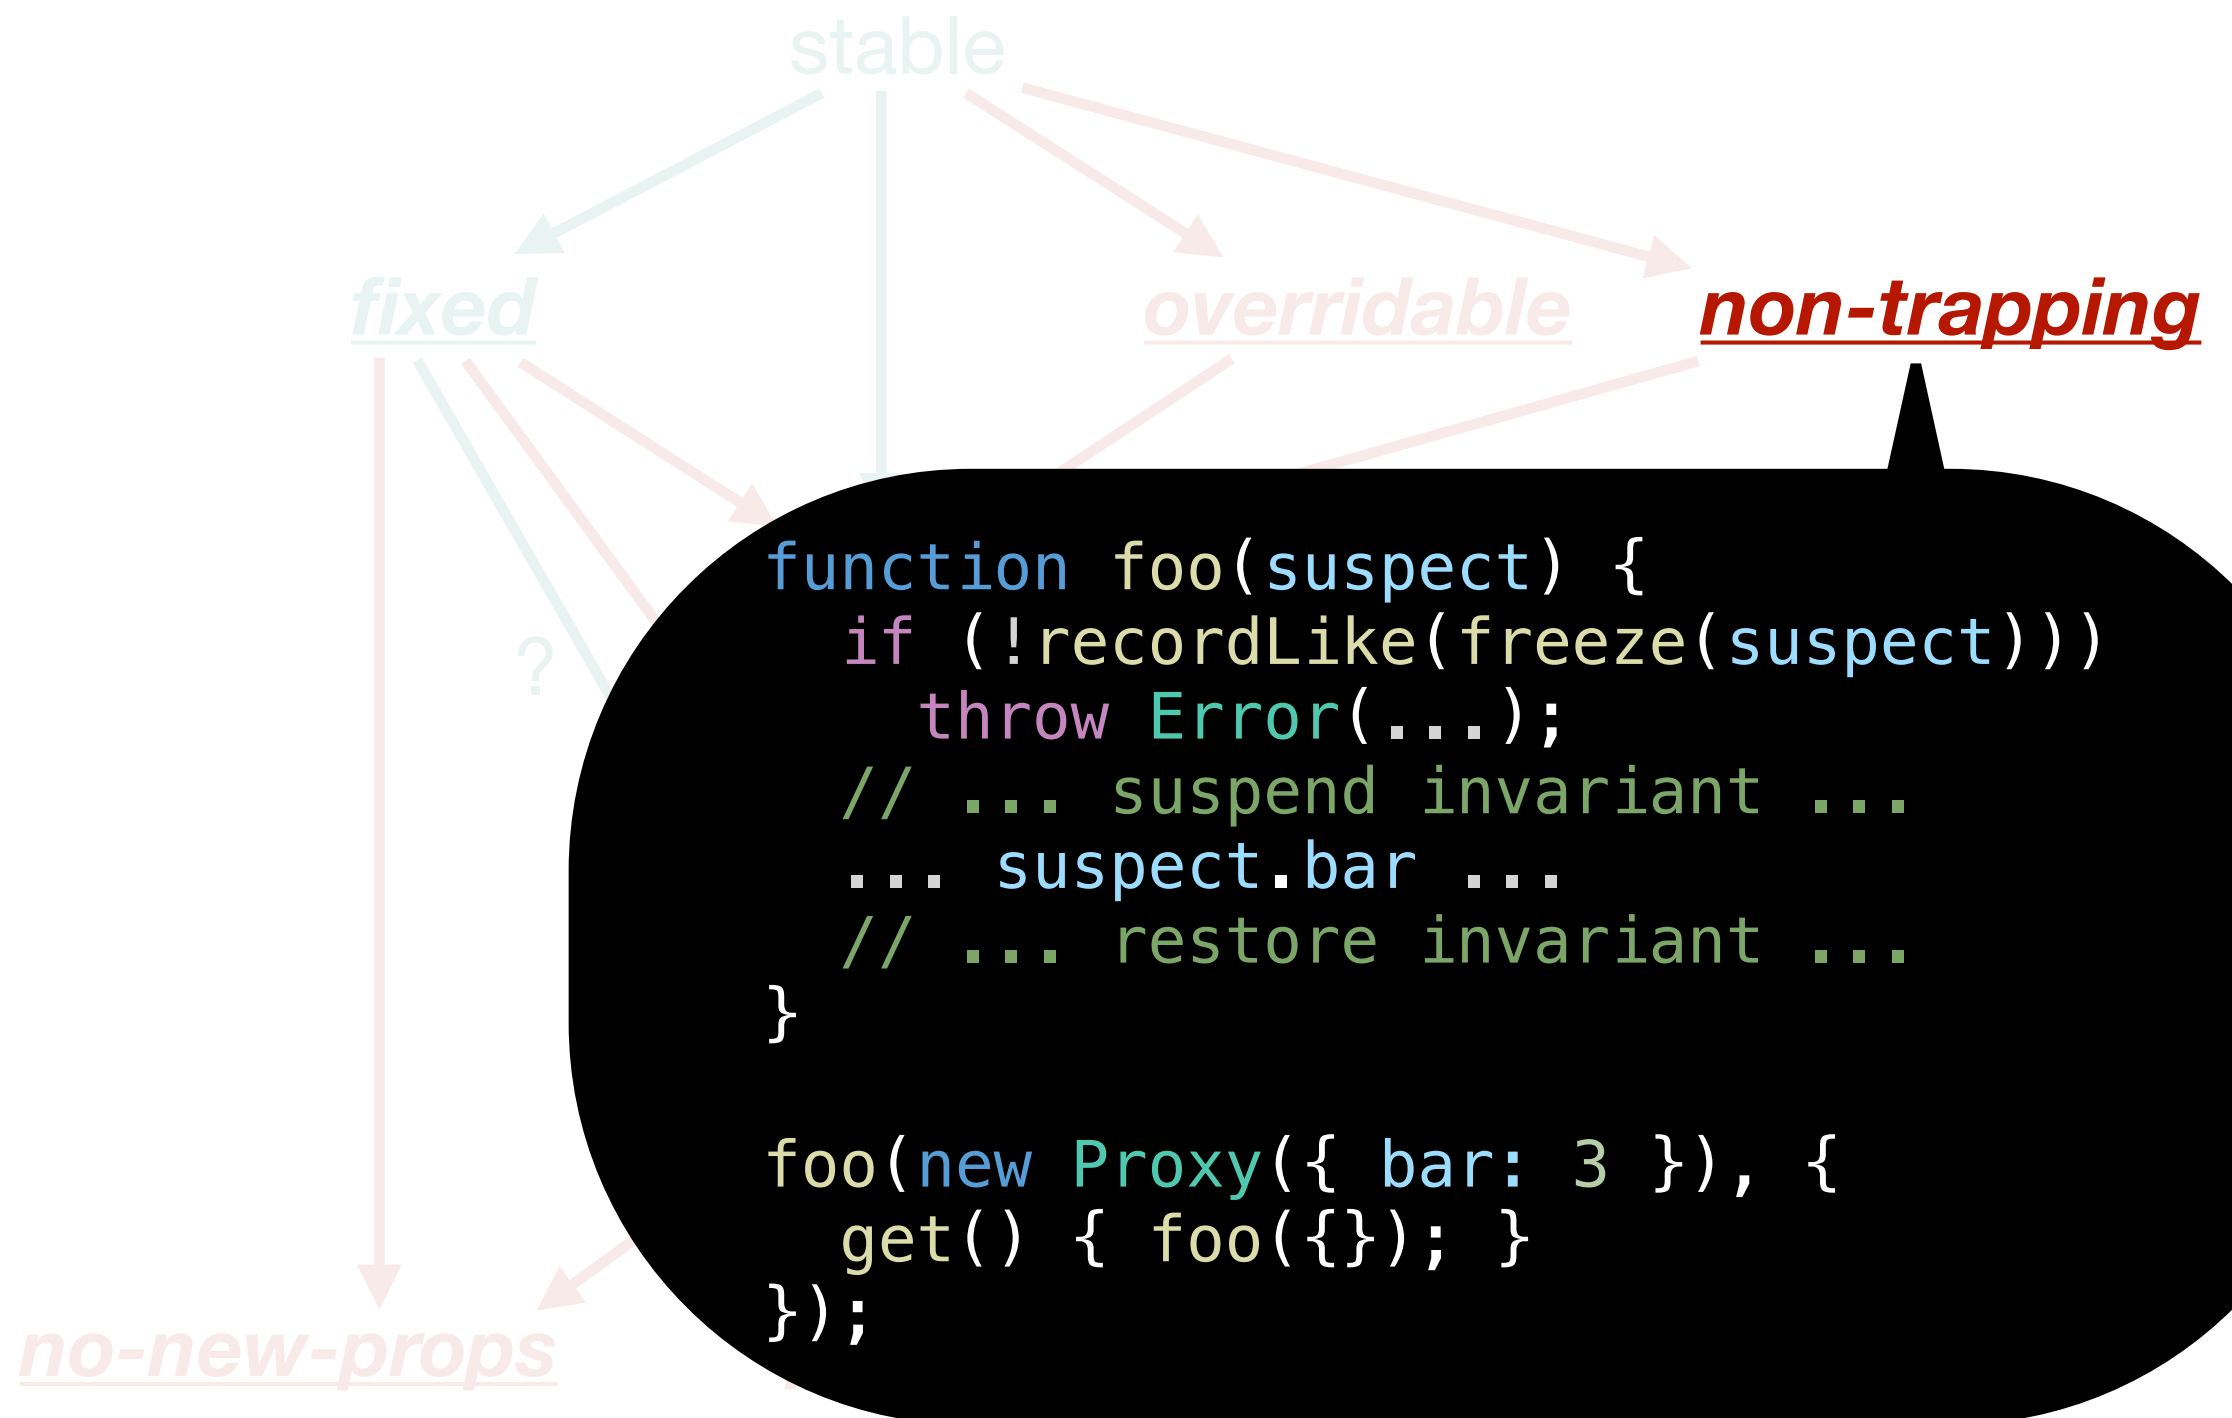 stable
fixed
overridable
non-trapping
?
function foo(suspect) {
  if (!recordLike(freeze(suspect)))
    throw Error(...);
  // ... suspend invariant ...
  ... suspect.bar ...
  // ... restore invariant ...
}
foo(new Proxy({ bar: 3 }), {
  get() { foo({}); }
});
no-new-props